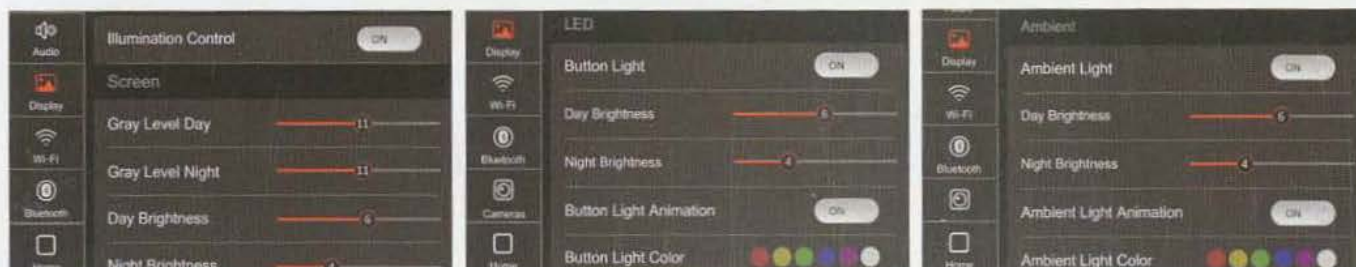 Audio
Display
Wi-Fi
Bluetooth
Illumination Control ON
Screen
Gray Level Day 11
Gray Level Night 11
Day Brightness 6
Night Brightness 4
Display
Wi-Fi
Bluetooth
Cameras
Home
LED
Button Light ON
Day Brightness 6
Night Brightness 4
Button Light Animation ON
Button Light Color
Display
Wi-Fi
Bluetooth
Home
Ambient
Ambient Light ON
Day Brightness 6
Night Brightness 4
Ambient Light Animation ON
Ambient Light Color